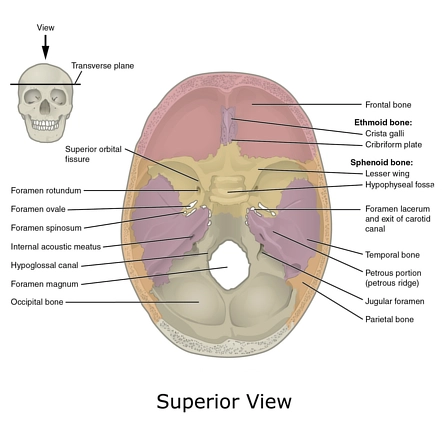 View
Transverse plane
Superior orbital
fissure
Foramen rotundum
Foramen ovale
Foramen spinosum
Internal acoustic meatus
Hypoglossal canal
Foramen magnum
Occipital bone
Frontal bone
Ethmoid bone:
Crista galli
Cribriform plate
Sphenoid bone:
Lesser wing
Hypophyseal fossa
Foramen lacerum
and exit of carotid
canal
Temporal bone
Petrous portion
(petrous ridge)
Jugular foramen
Parietal bone
Superior View